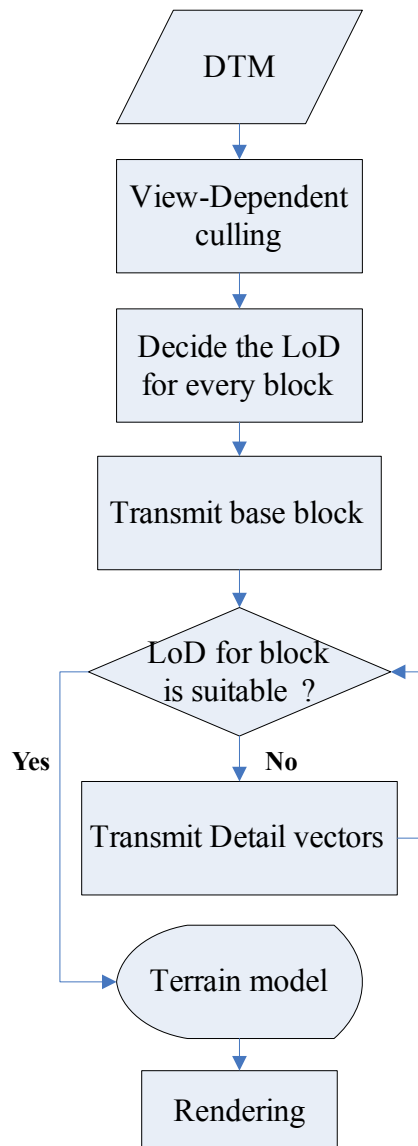 DTM
View-Dependent
culling
Decide the LoD
for every block
Transmit base block
LoD for block
is suitable ?
Yes
No
Transmit Detail vectors
Terrain model
Rendering